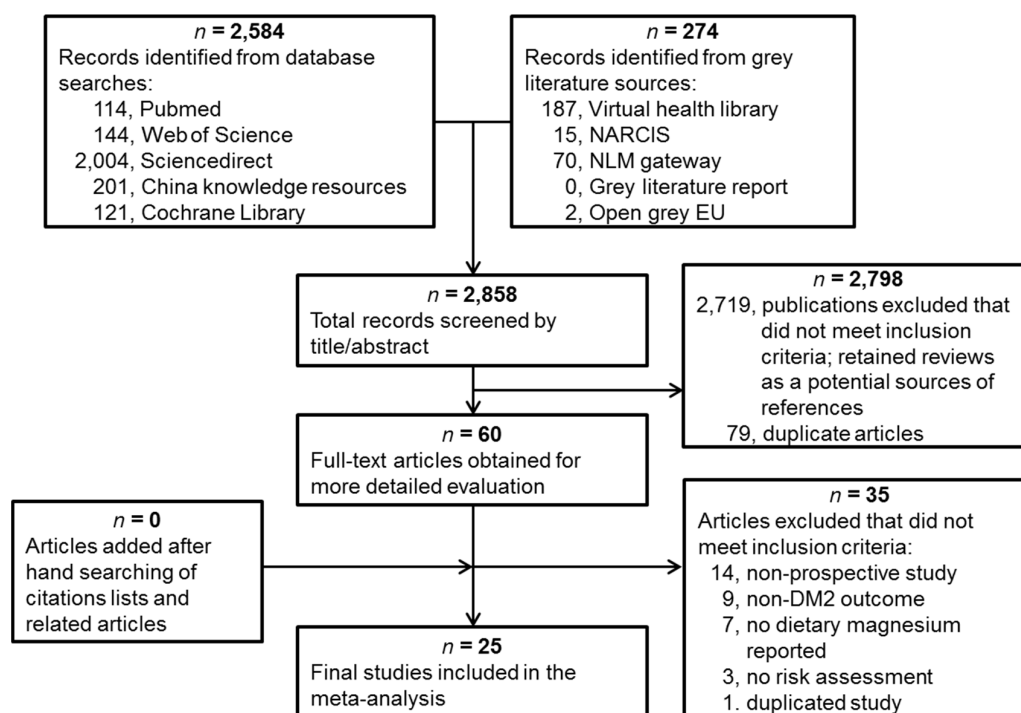 n = 2,584
Records identified from database
searches:
114, Pubmed
144, Web of Science
2,004, Sciencedirect
201, China knowledge resources
121, Cochrane Library
n = 274
Records identified from grey
literature sources:
187, Virtual health library
15, NARCIS
70, NLM gateway
0, Grey literature report
2, Open grey EU
n = 2,858
Total records screened by
title/abstract
n = 2,798
2,719, publications excluded that
did not meet inclusion
criteria; retained reviews
as a potential sources of
references
79, duplicate articles
n = 60
Full-text articles obtained for
more detailed evaluation
n = 0
Articles added after
hand searching of
citations lists and
related articles
n = 35
Articles excluded that did not
meet inclusion criteria:
14, non-prospective study
9, non-DM2 outcome
7, no dietary magnesium
reported
3, no risk assessment
1, duplicated study
n = 25
Final studies included in the
meta-analysis